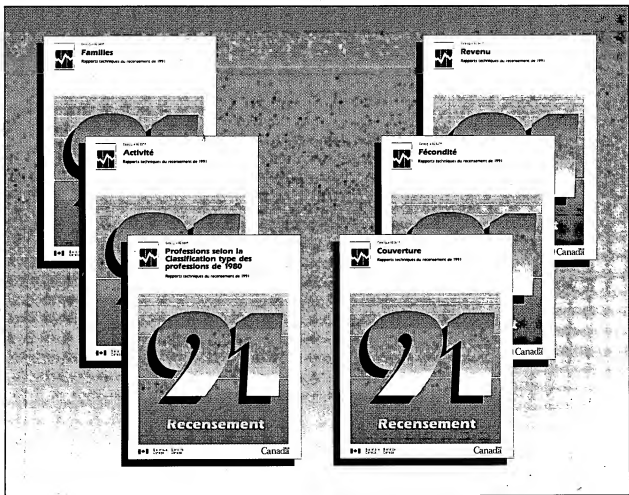 Familles
Rapports techniques du recensement de 1991
Activité
Rapports techniques du recensement de 1991
Professions selon la
Classification type des
professions de 1980
Rapports techniques du recensement de 1991
91
Recensement
Canada
Revenu
Rapports techniques du recensement de 1991
Canada
Fécondité
Rapports techniques du recensement de 1991
Canada
Couverture
Rapports techniques du recensement de 1991
91
Recensement
Canada